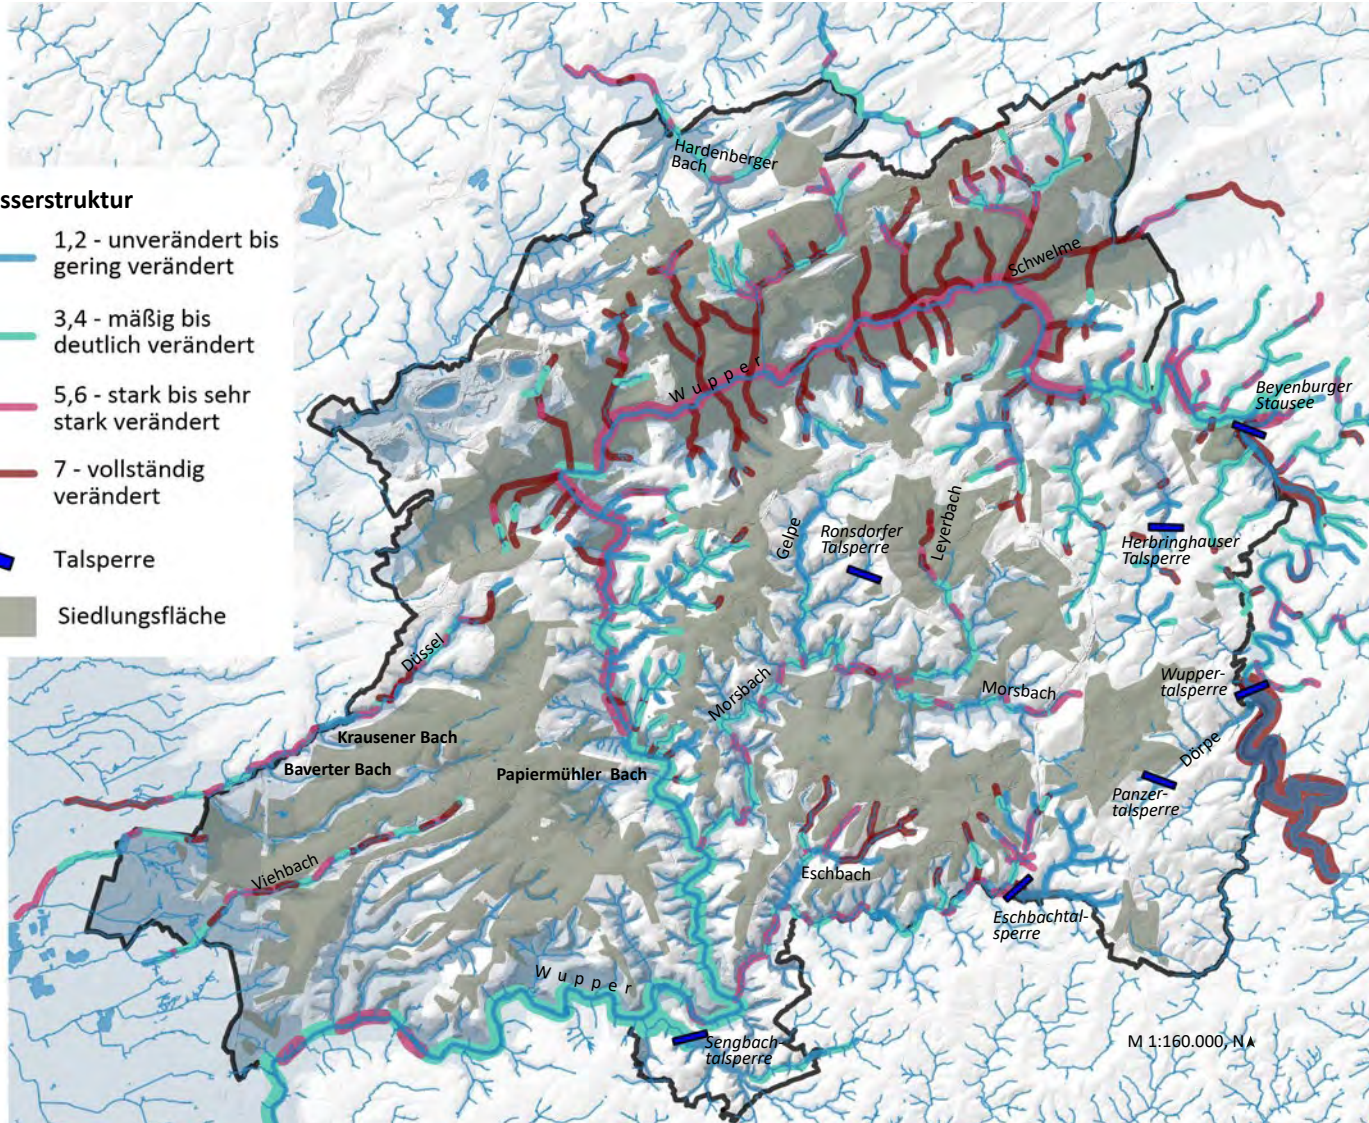 sserstruktur
1,2 - unverändert bis
gering verändert
3,4 - mäßig bis
deutlich verändert
5,6 - stark bis sehr
stark verändert
7 - vollständig
verändert
Talsperre
Siedlungsfläche
Hardenberger
Bach
Schwelme
Wupper
Beyenburger
Stausee
Gelpe
Ronsdorfer
Talsperre
Leyerbach
Herbringhauser
Talsperre
Düssel
Morsbach
Morsbach
Wupper-
talsperre
Krausener Bach
Baverter Bach
Papiermühler Bach
Dörpe
Panzer-
talsperre
Viehbach
Eschbach
Eschbachtal-
sperre
Wupper
Sengbach-
talsperre
M 1:160.000, N